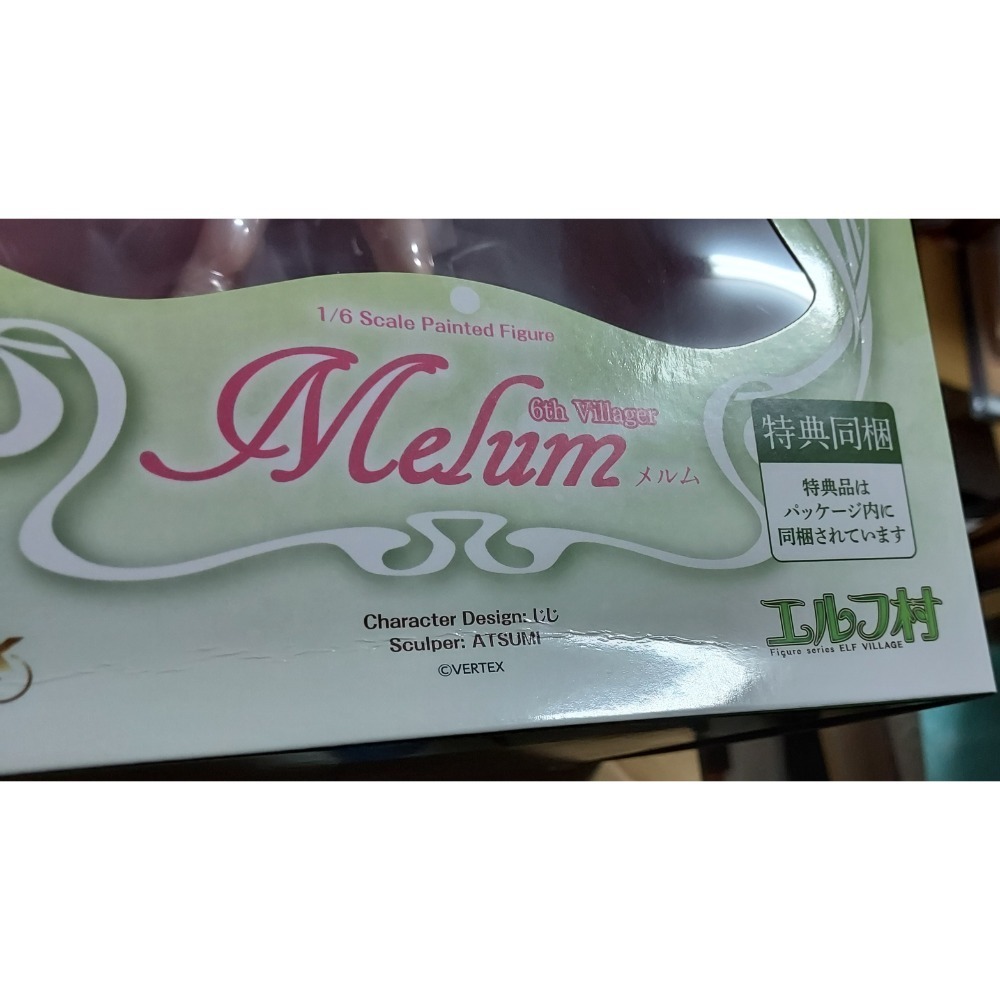 1/6 Scale Painted Figure
6th Villager
Melum メルム
特典同梱
特典品は
パッケージ内に
同梱されています
Character Design: じじ
Sculper: ATSUMI
©VERTEX
エルフ村
Figure series ELF VILLAGE